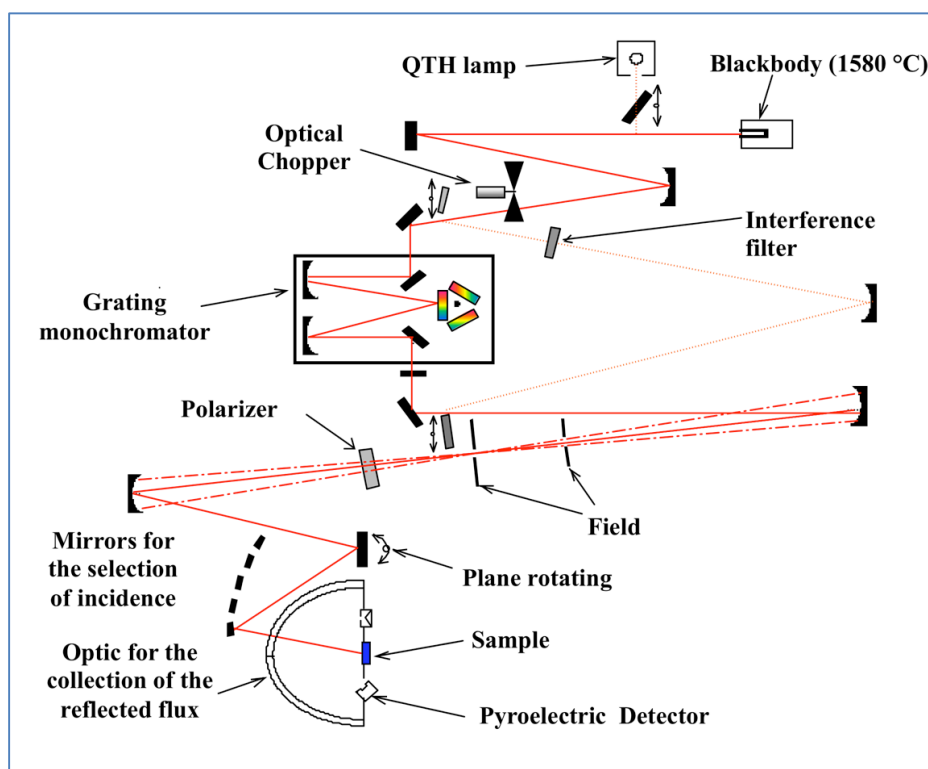 QTH lamp
Blackbody (1580 °C)
Optical
Chopper
Interference
filter
Grating
monochromator
Polarizer
Field
Mirrors for
the selection
of incidence
Plane rotating
Sample
Optic for the
collection of the
reflected flux
Pyroelectric Detector